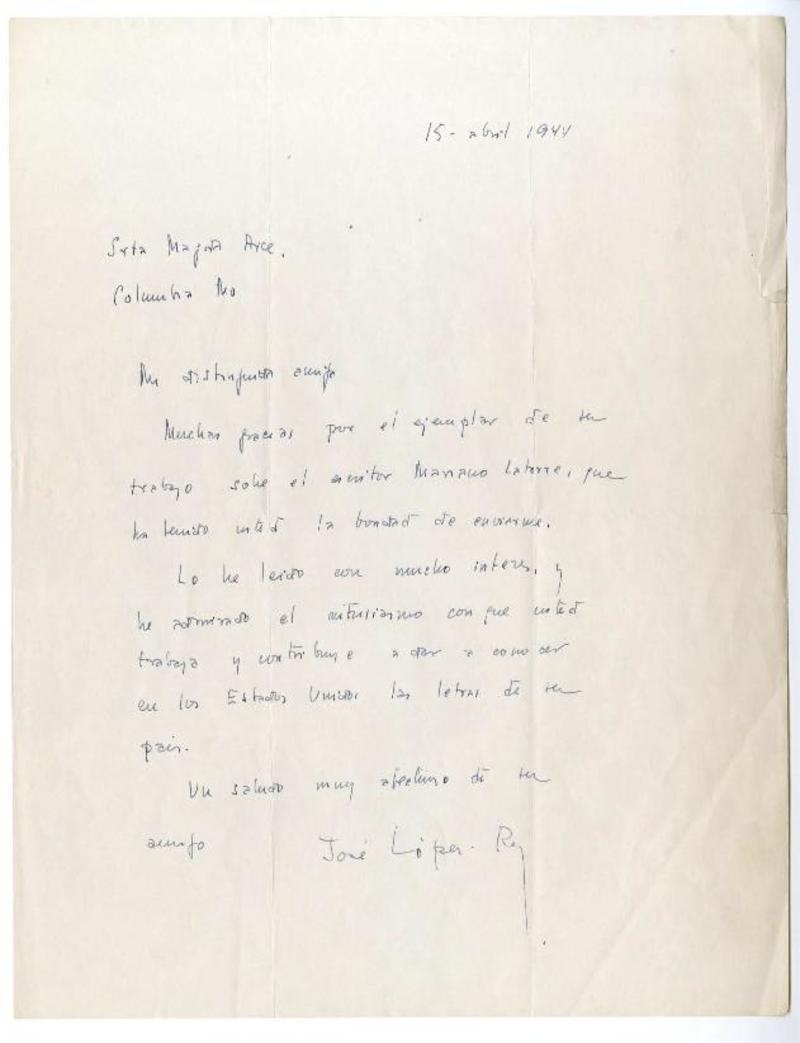 15 - abril 1944
Srta Magda Arce.
Columbia Mo
Mi distinguida amiga
Muchas gracias por el ejemplar de su
trabajo sobre el escritor Mariano Latorre, que
ha tenido usted la bondad de enviarme.
Lo he leido con mucho interes, y
he admirado el entusiasmo con que usted
trabaja y contribuye a dar a conocer
en los Estados Unidos las letras de su
pais.
Un saludo muy afectuoso de su
amigo José López-Rey